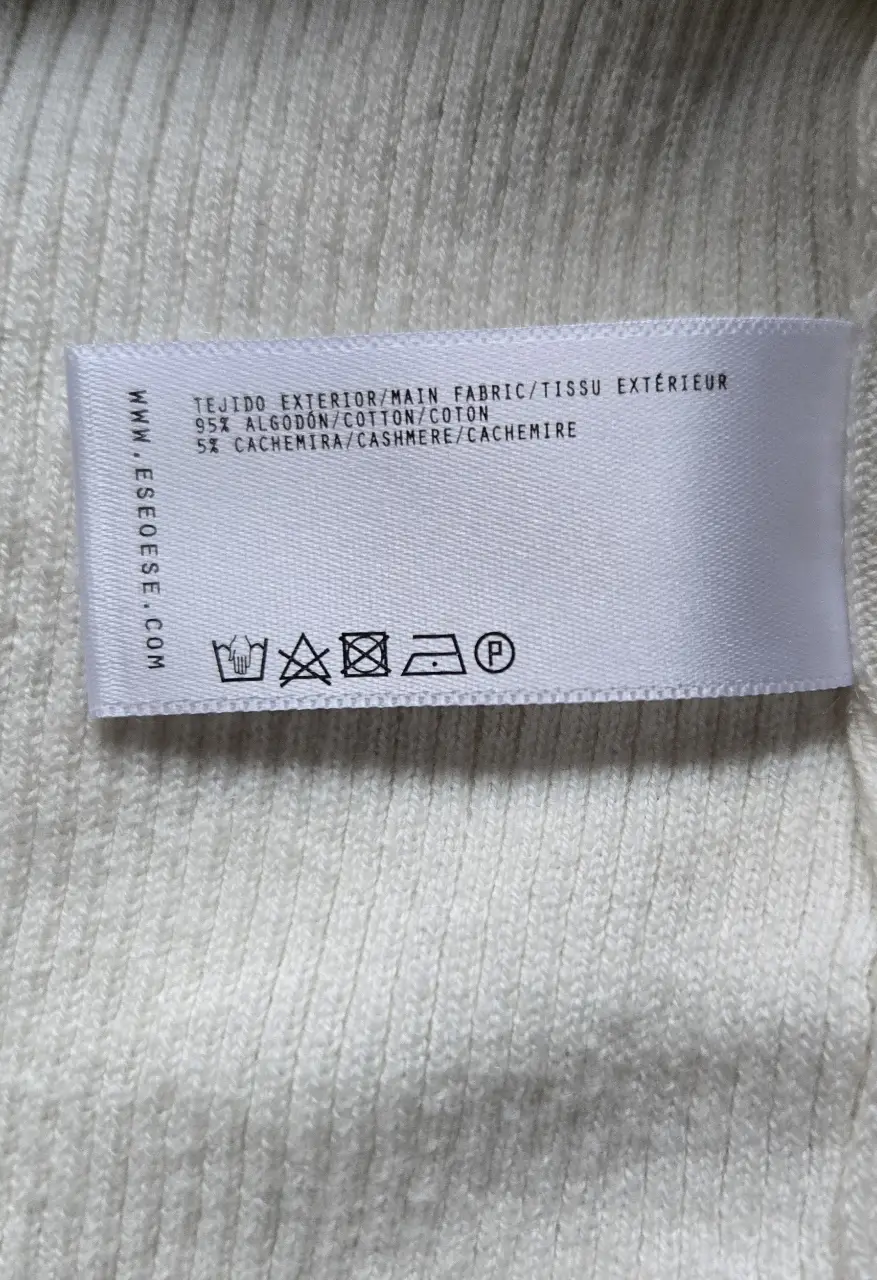 TEJIDO EXTERIOR/MAIN FABRIC/TISSU EXTÉRIEUR
95% ALGODÓN/COTTON/COTON
5% CACHEMIRA/CASHMERE/CACHEMIRE
WWW.ESEOESE.COM
P